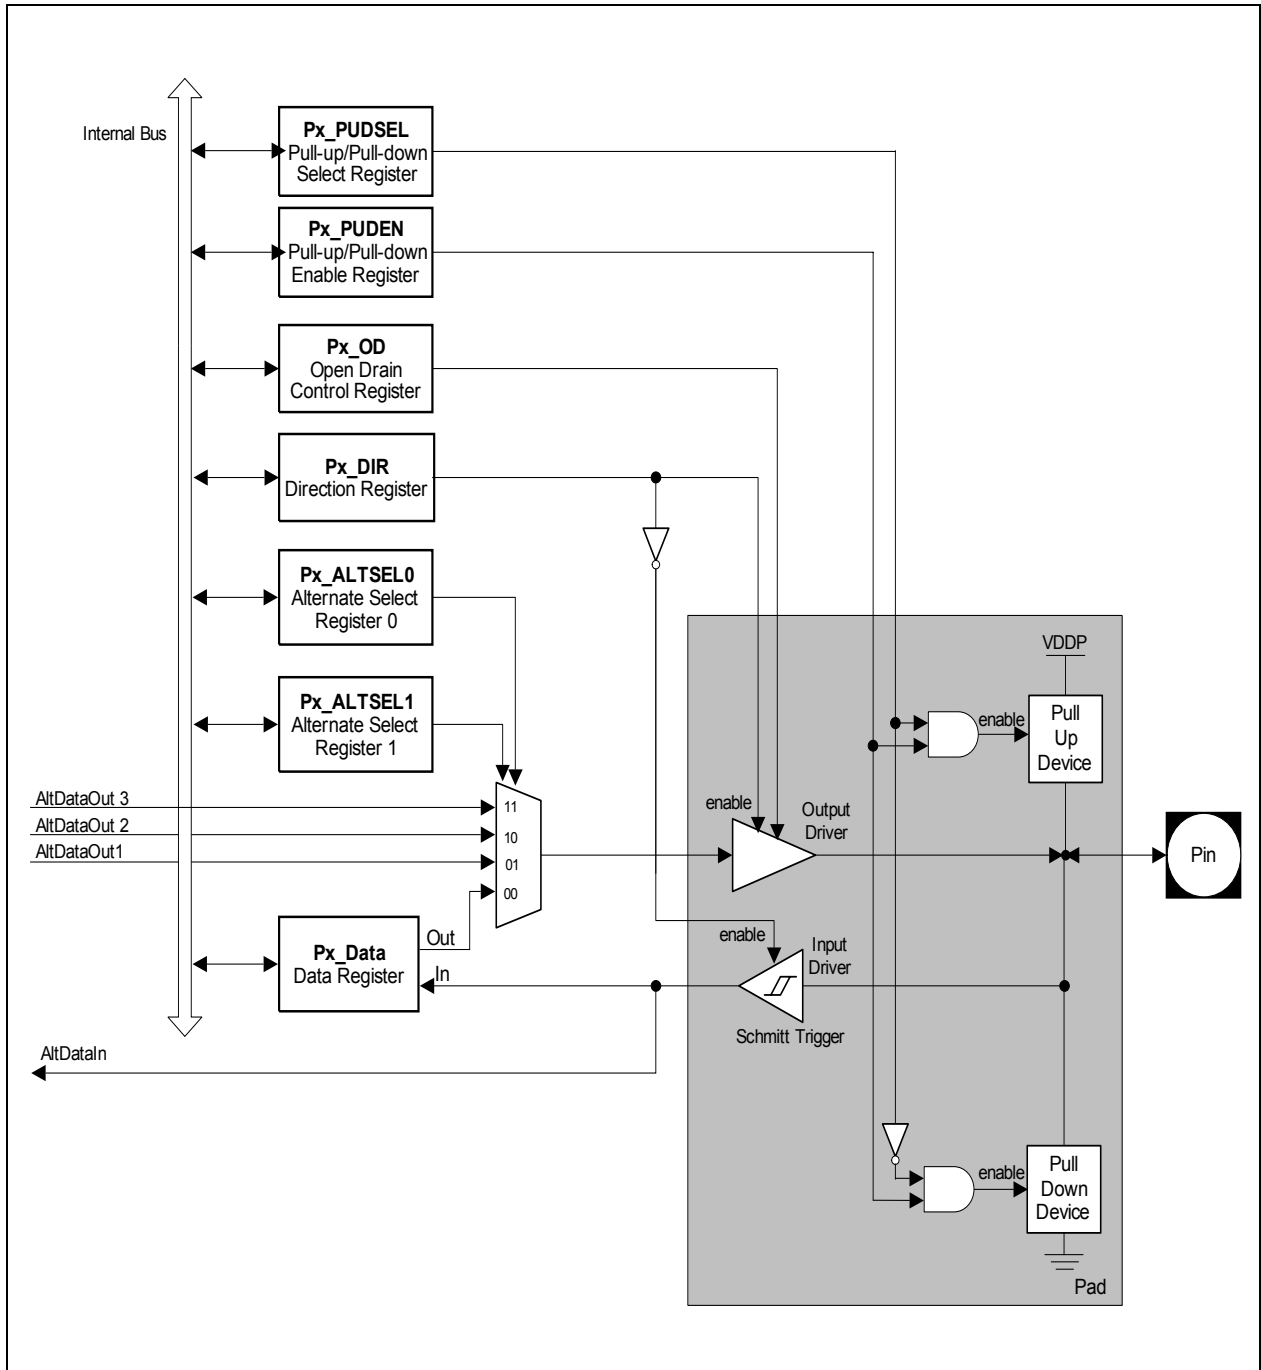 Internal Bus
Px_PUDSEL
Pull-up/Pull-down
Select Register
Px_PUDEN
Pull-up/Pull-down
Enable Register
Px_OD
Open Drain
Control Register
Px_DIR
Direction Register
Px_ALTSEL0
Alternate Select
Register 0
Px_ALTSEL1
Alternate Select
Register 1
AltDataOut 3
AltDataOut 2
AltDataOut1
11
10
01
00
Px_Data
Data Register
Out
In
AltDataIn
enable
Output
Driver
enable
Input
Driver
Schmitt Trigger
VDDP
enable
Pull
Up
Device
Pin
enable
Pull
Down
Device
Pad